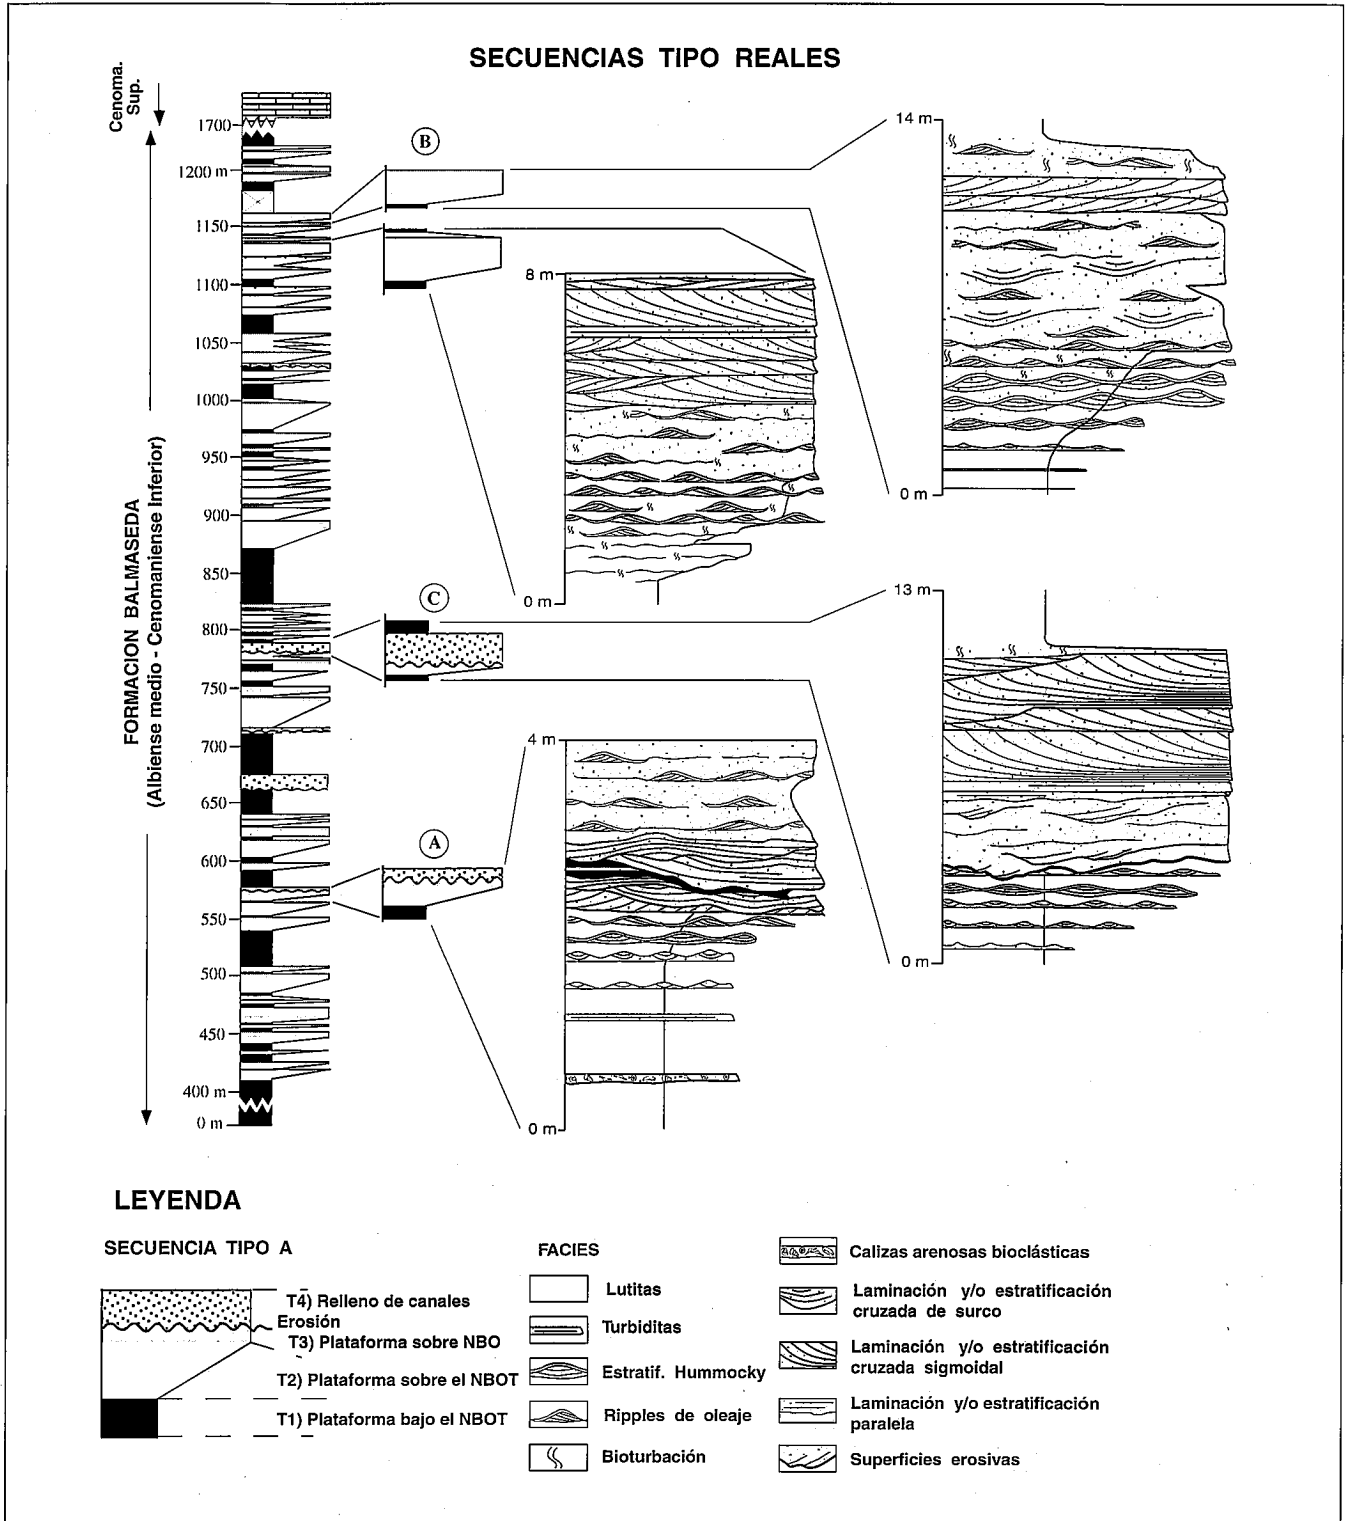 SECUENCIAS TIPO REALES
Cenoma.
Sup.
FORMACION BALMASEDA
(Albiense medio - Cenomaniense Inferior)
1700
1200 m
1150
1100
1050
1000
950
900
850
800
750
700
650
600
550
500
450
400 m
0 m
B
C
A
8 m
0 m
4 m
0 m
14 m
0 m
13 m
0 m
LEYENDA
SECUENCIA TIPO A
T4) Relleno de canales
Erosión
T3) Plataforma sobre NBO
T2) Plataforma sobre el NBOT
T1) Plataforma bajo el NBOT
FACIES
Lutitas
Turbiditas
Estratif. Hummocky
Ripples de oleaje
Bioturbación
Calizas arenosas bioclásticas
Laminación y/o estratificación
cruzada de surco
Laminación y/o estratificación
cruzada sigmoidal
Laminación y/o estratificación
paralela
Superficies erosivas